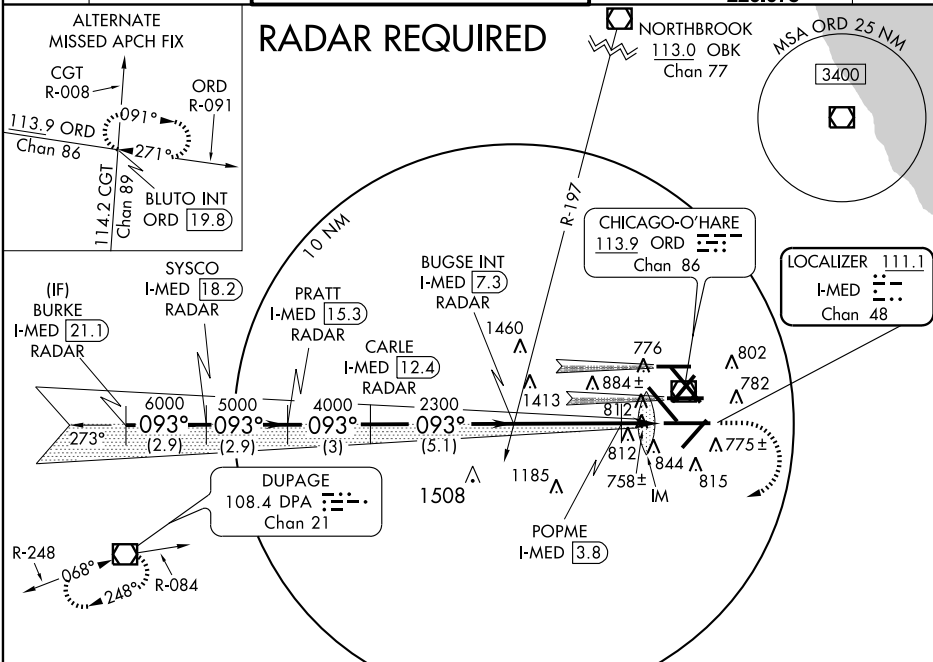 ALTERNATE
MISSED APCH FIX
CGT
R-008
ORD
R-091
091°
271°
113.9 ORD
Chan 86
114.2 CGT
Chan 89
BLUTO INT
ORD 19.8
RADAR REQUIRED
NORTHBROOK
113.0 OBK
Chan 77
MSA ORD 25 NM
3400
10 NM
R-197
CHICAGO-O'HARE
113.9 ORD
Chan 86
LOCALIZER 111.1
I-MED
Chan 48
(IF)
BURKE
I-MED 21.1
RADAR
SYSCO
I-MED 18.2
RADAR
PRATT
I-MED 15.3
RADAR
CARLE
I-MED 12.4
RADAR
BUGSE INT
I-MED 7.3
RADAR
1460
1413
776
884±
812
802
782
6000
5000
4000
2300
273°
093°
093°
093°
093°
(2.9)
(2.9)
(3)
(5.1)
812
844
758±
IM
815
775±
1508
1185
POPME
I-MED 3.8
DUPAGE
108.4 DPA
Chan 21
R-248
068°
248°
R-084